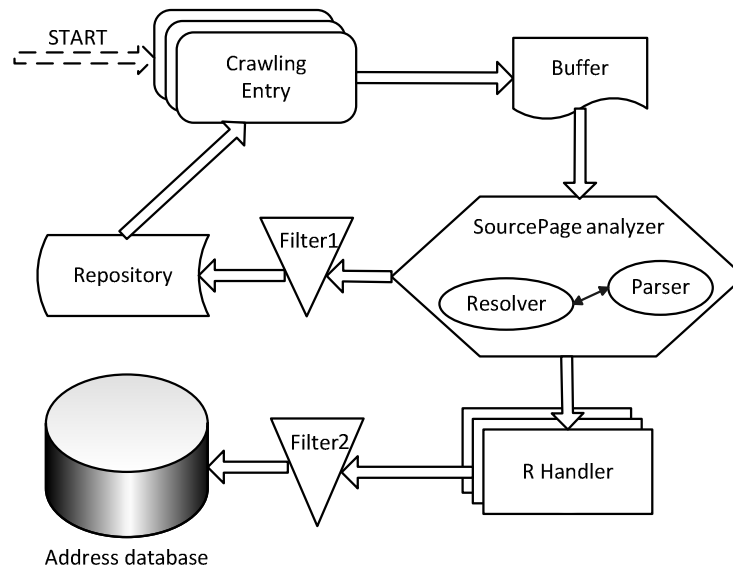 START
Crawling
Entry
Buffer
SourcePage analyzer
Resolver
Parser
Filter1
Repository
R Handler
Filter2
Address database